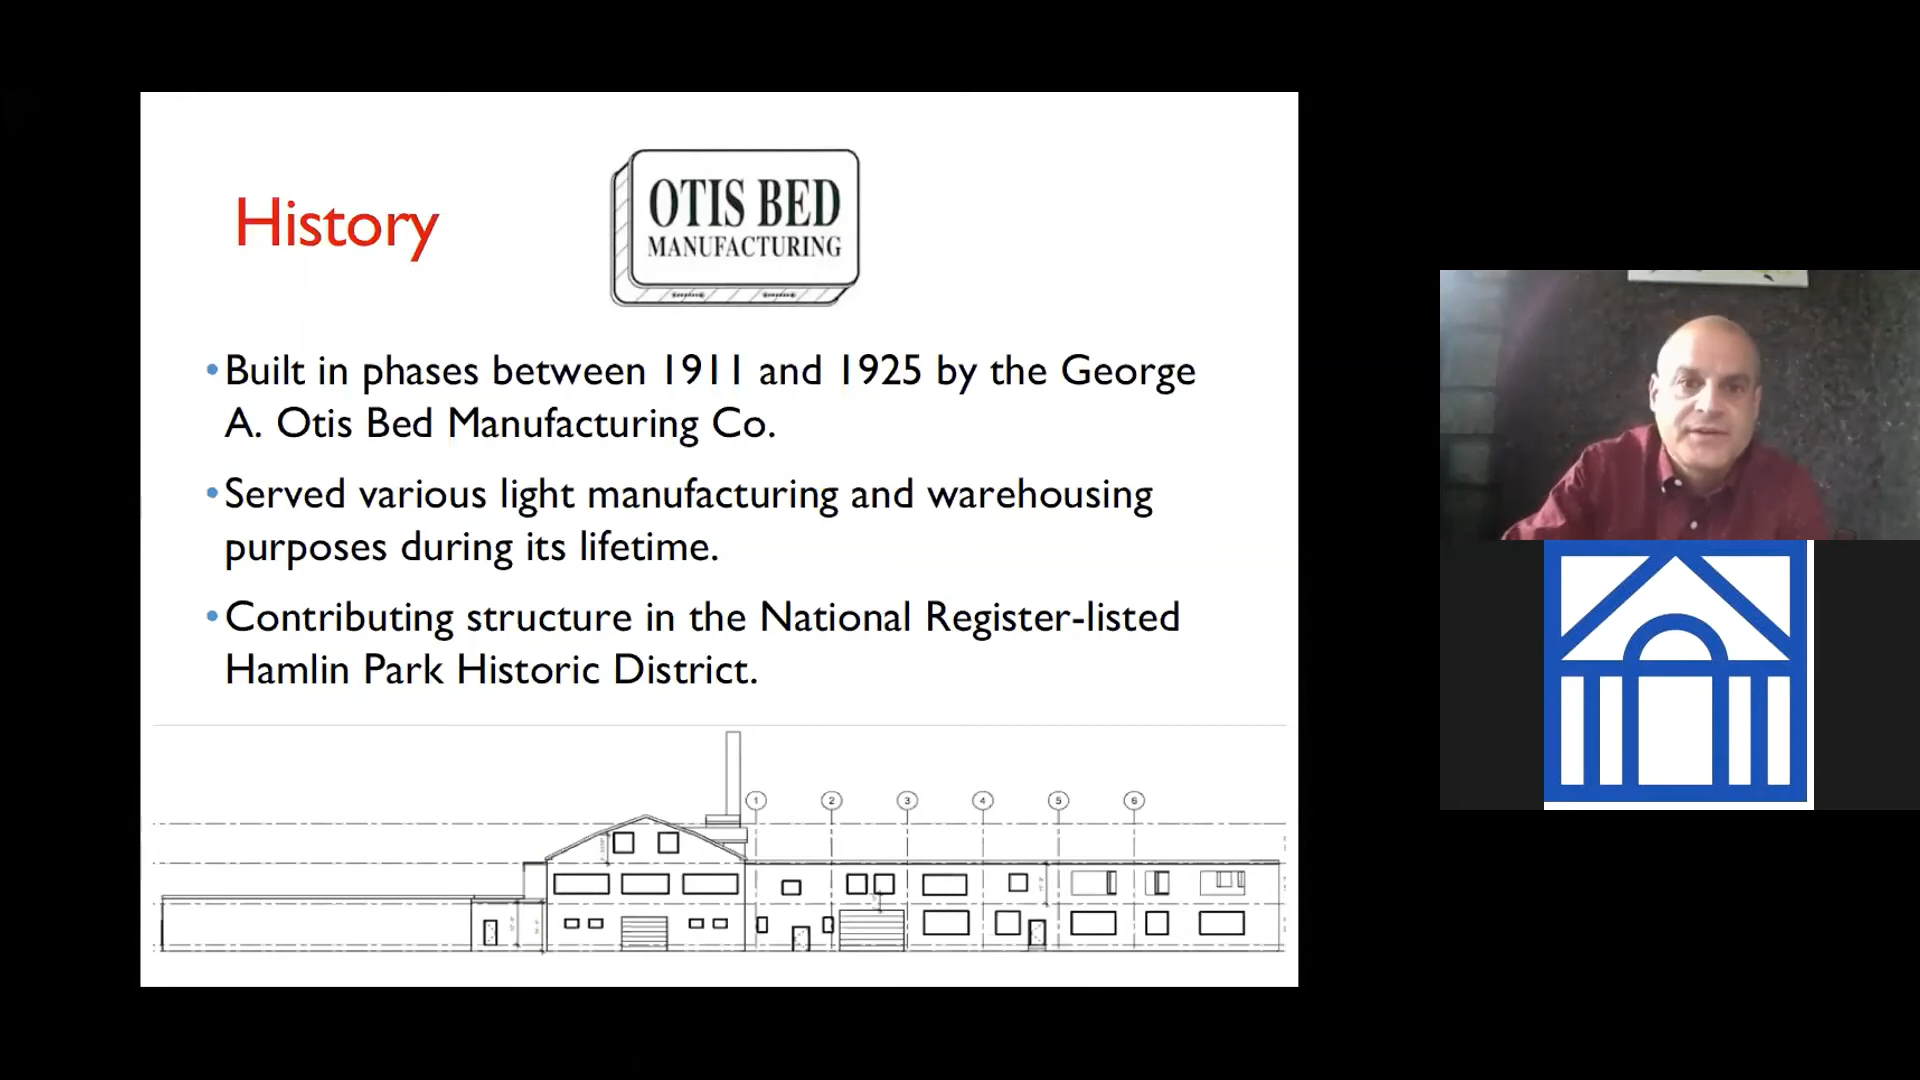 OTIS BED
MANUFACTURING
History
•Built in phases between 1911 and 1925 by the George
A. Otis Bed Manufacturing Co.
•Served various light manufacturing and warehousing
purposes during its lifetime.
•Contributing structure in the National Register-listed
Hamlin Park Historic District.
1 2 3 4 5 6